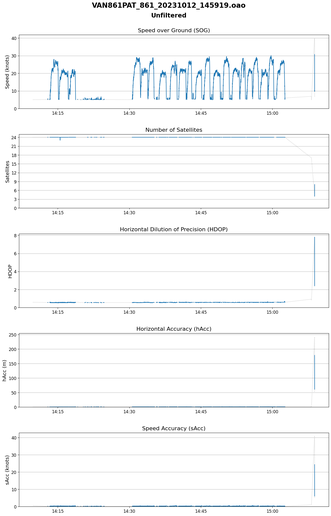 VAN861PAT_861_20231012_145919.oao
Unfiltered
Speed over Ground (SOG)
Speed (knots)
40
30
20
10
0
14:15 14:30 14:45 15:00
Number of Satellites
Satellites
24
21
18
15
12
9
6
3
0
14:15 14:30 14:45 15:00
Horizontal Dilution of Precision (HDOP)
HDOP
8
6
4
2
0
14:15 14:30 14:45 15:00
Horizontal Accuracy (hAcc)
hAcc (m)
250
200
150
100
50
0
14:15 14:30 14:45 15:00
Speed Accuracy (sAcc)
sAcc (knots)
40
30
20
10
0
14:15 14:30 14:45 15:00